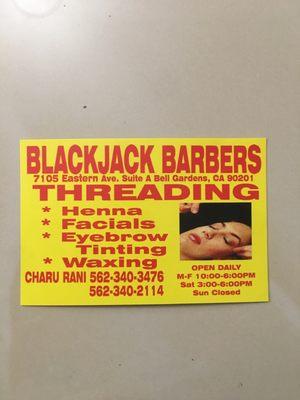 BLACKJACK BARBERS
7105 Eastern Ave. Suite A Bell Gardens, CA 90201
THREADING
* Henna
* Facials
* Eyebrow
Tinting
* Waxing
CHARU RANI 562-340-3476
562-340-2114
OPEN DAILY
M-F 10:00-6:00PM
Sat 3:00-6:00PM
Sun Closed